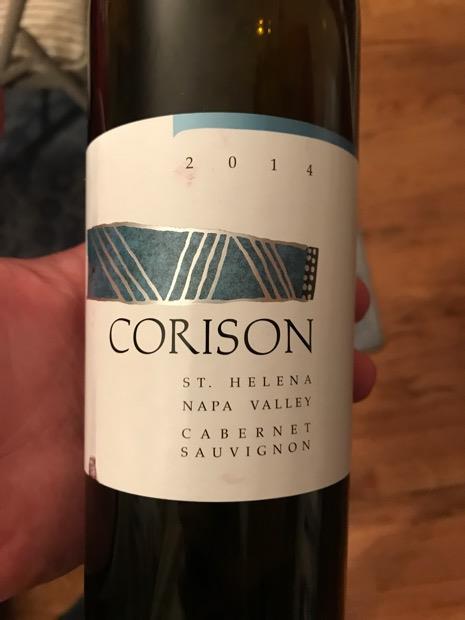 2014
CORISON
ST. HELENA
NAPA VALLEY
CABERNET
SAUVIGNON